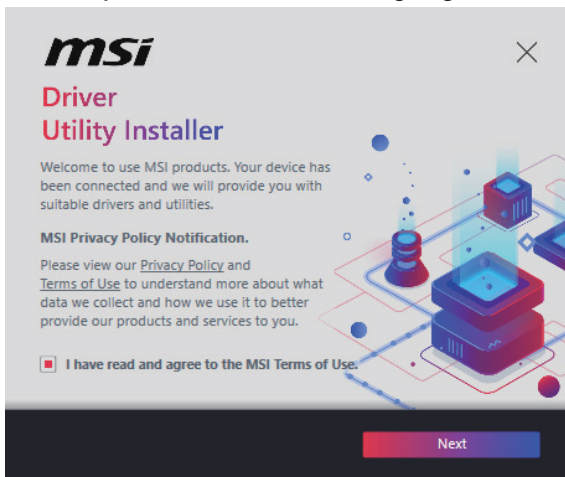 msi
Driver
Utility Installer
Welcome to use MSI products. Your device has
been connected and we will provide you with
suitable drivers and utilities.
MSI Privacy Policy Notification.
Please view our Privacy Policy and
Terms of Use to understand more about what
data we collect and how we use it to better
provide our products and services to you.
I have read and agree to the MSI Terms of Use.
Next